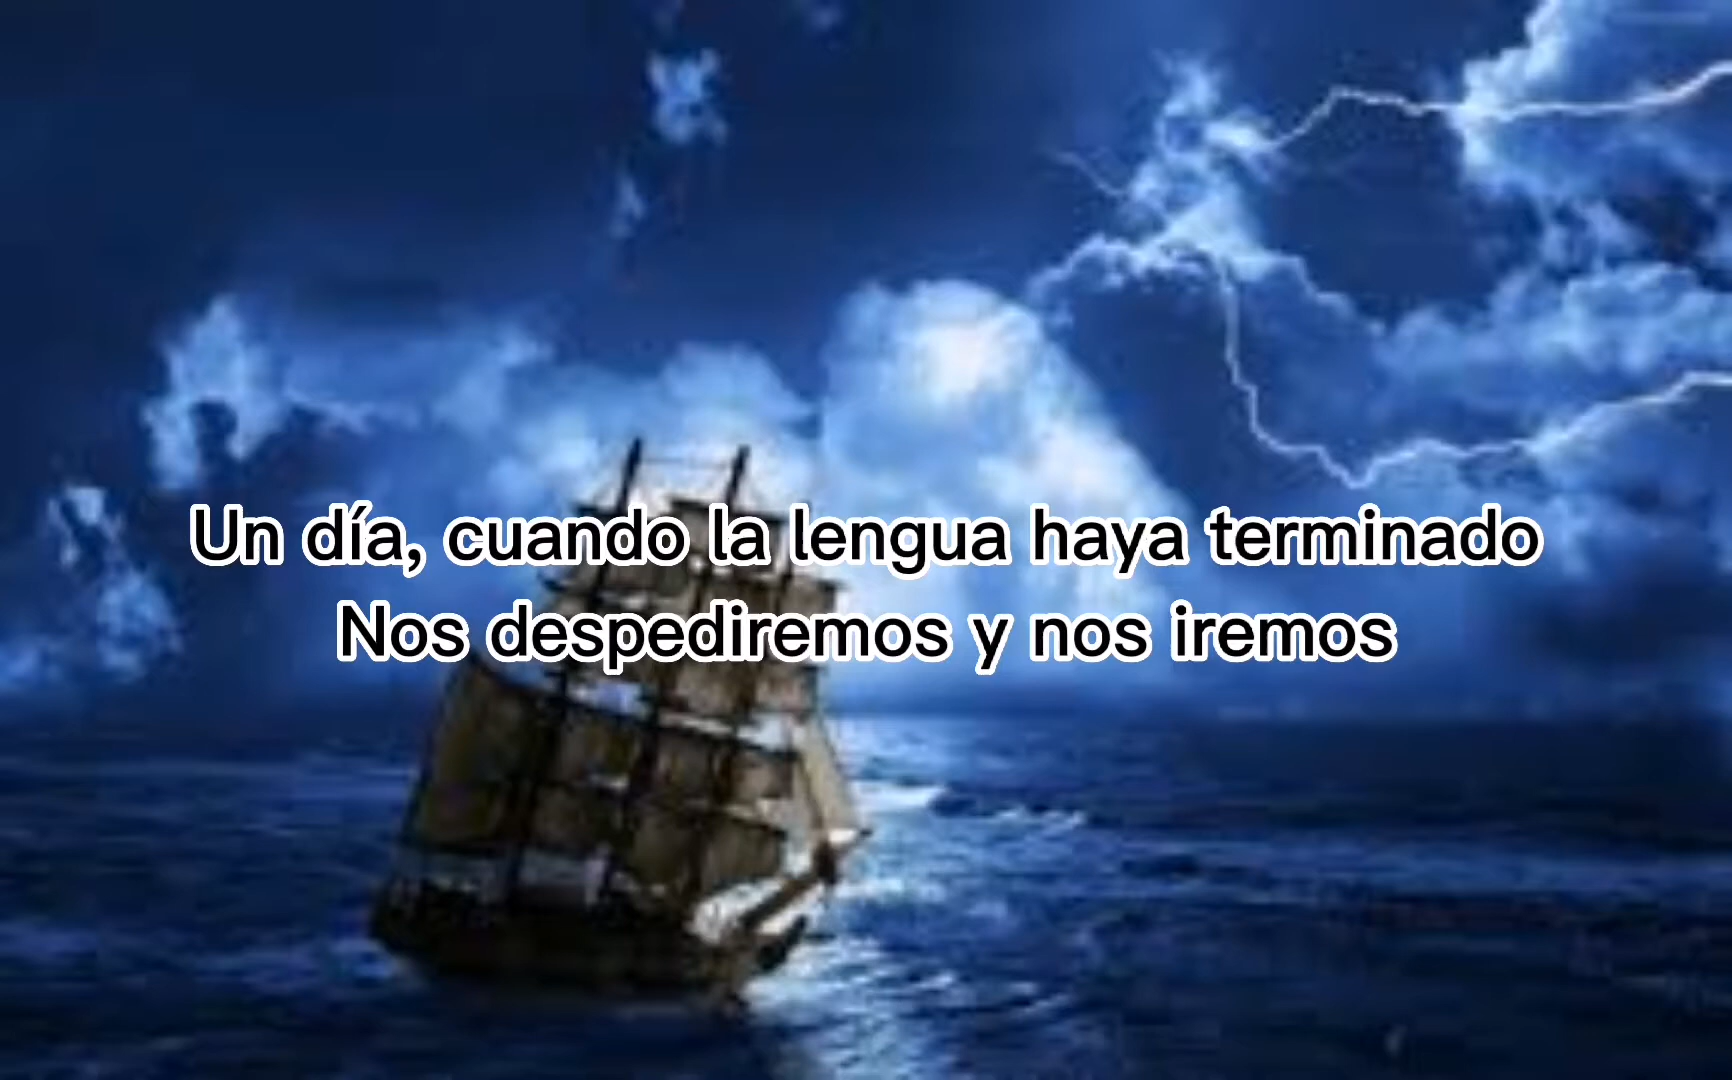 Un día, cuando la lengua haya terminado
Nos despediremos y nos iremos